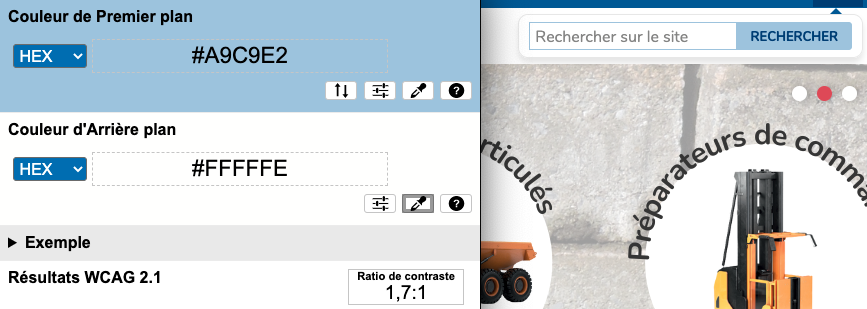 Couleur de Premier plan
HEX
#A9C9E2
Couleur d'Arrière plan
HEX
#FFFFFE
Exemple
Résultats WCAG 2.1
Ratio de contraste
1,7:1
Rechercher sur le site
RECHERCHER
rticulés
Préparateurs de comma